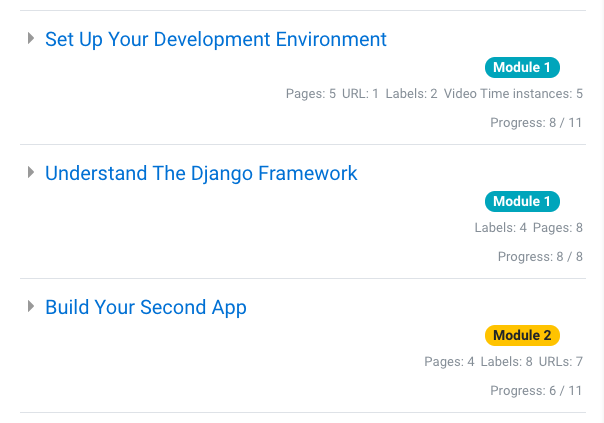 Set Up Your Development Environment
Module 1
Pages: 5 URL: 1 Labels: 2 Video Time instances: 5
Progress: 8 / 11
Understand The Django Framework
Module 1
Labels: 4 Pages: 8
Progress: 8 / 8
Build Your Second App
Module 2
Pages: 4 Labels: 8 URLs: 7
Progress: 6 / 11